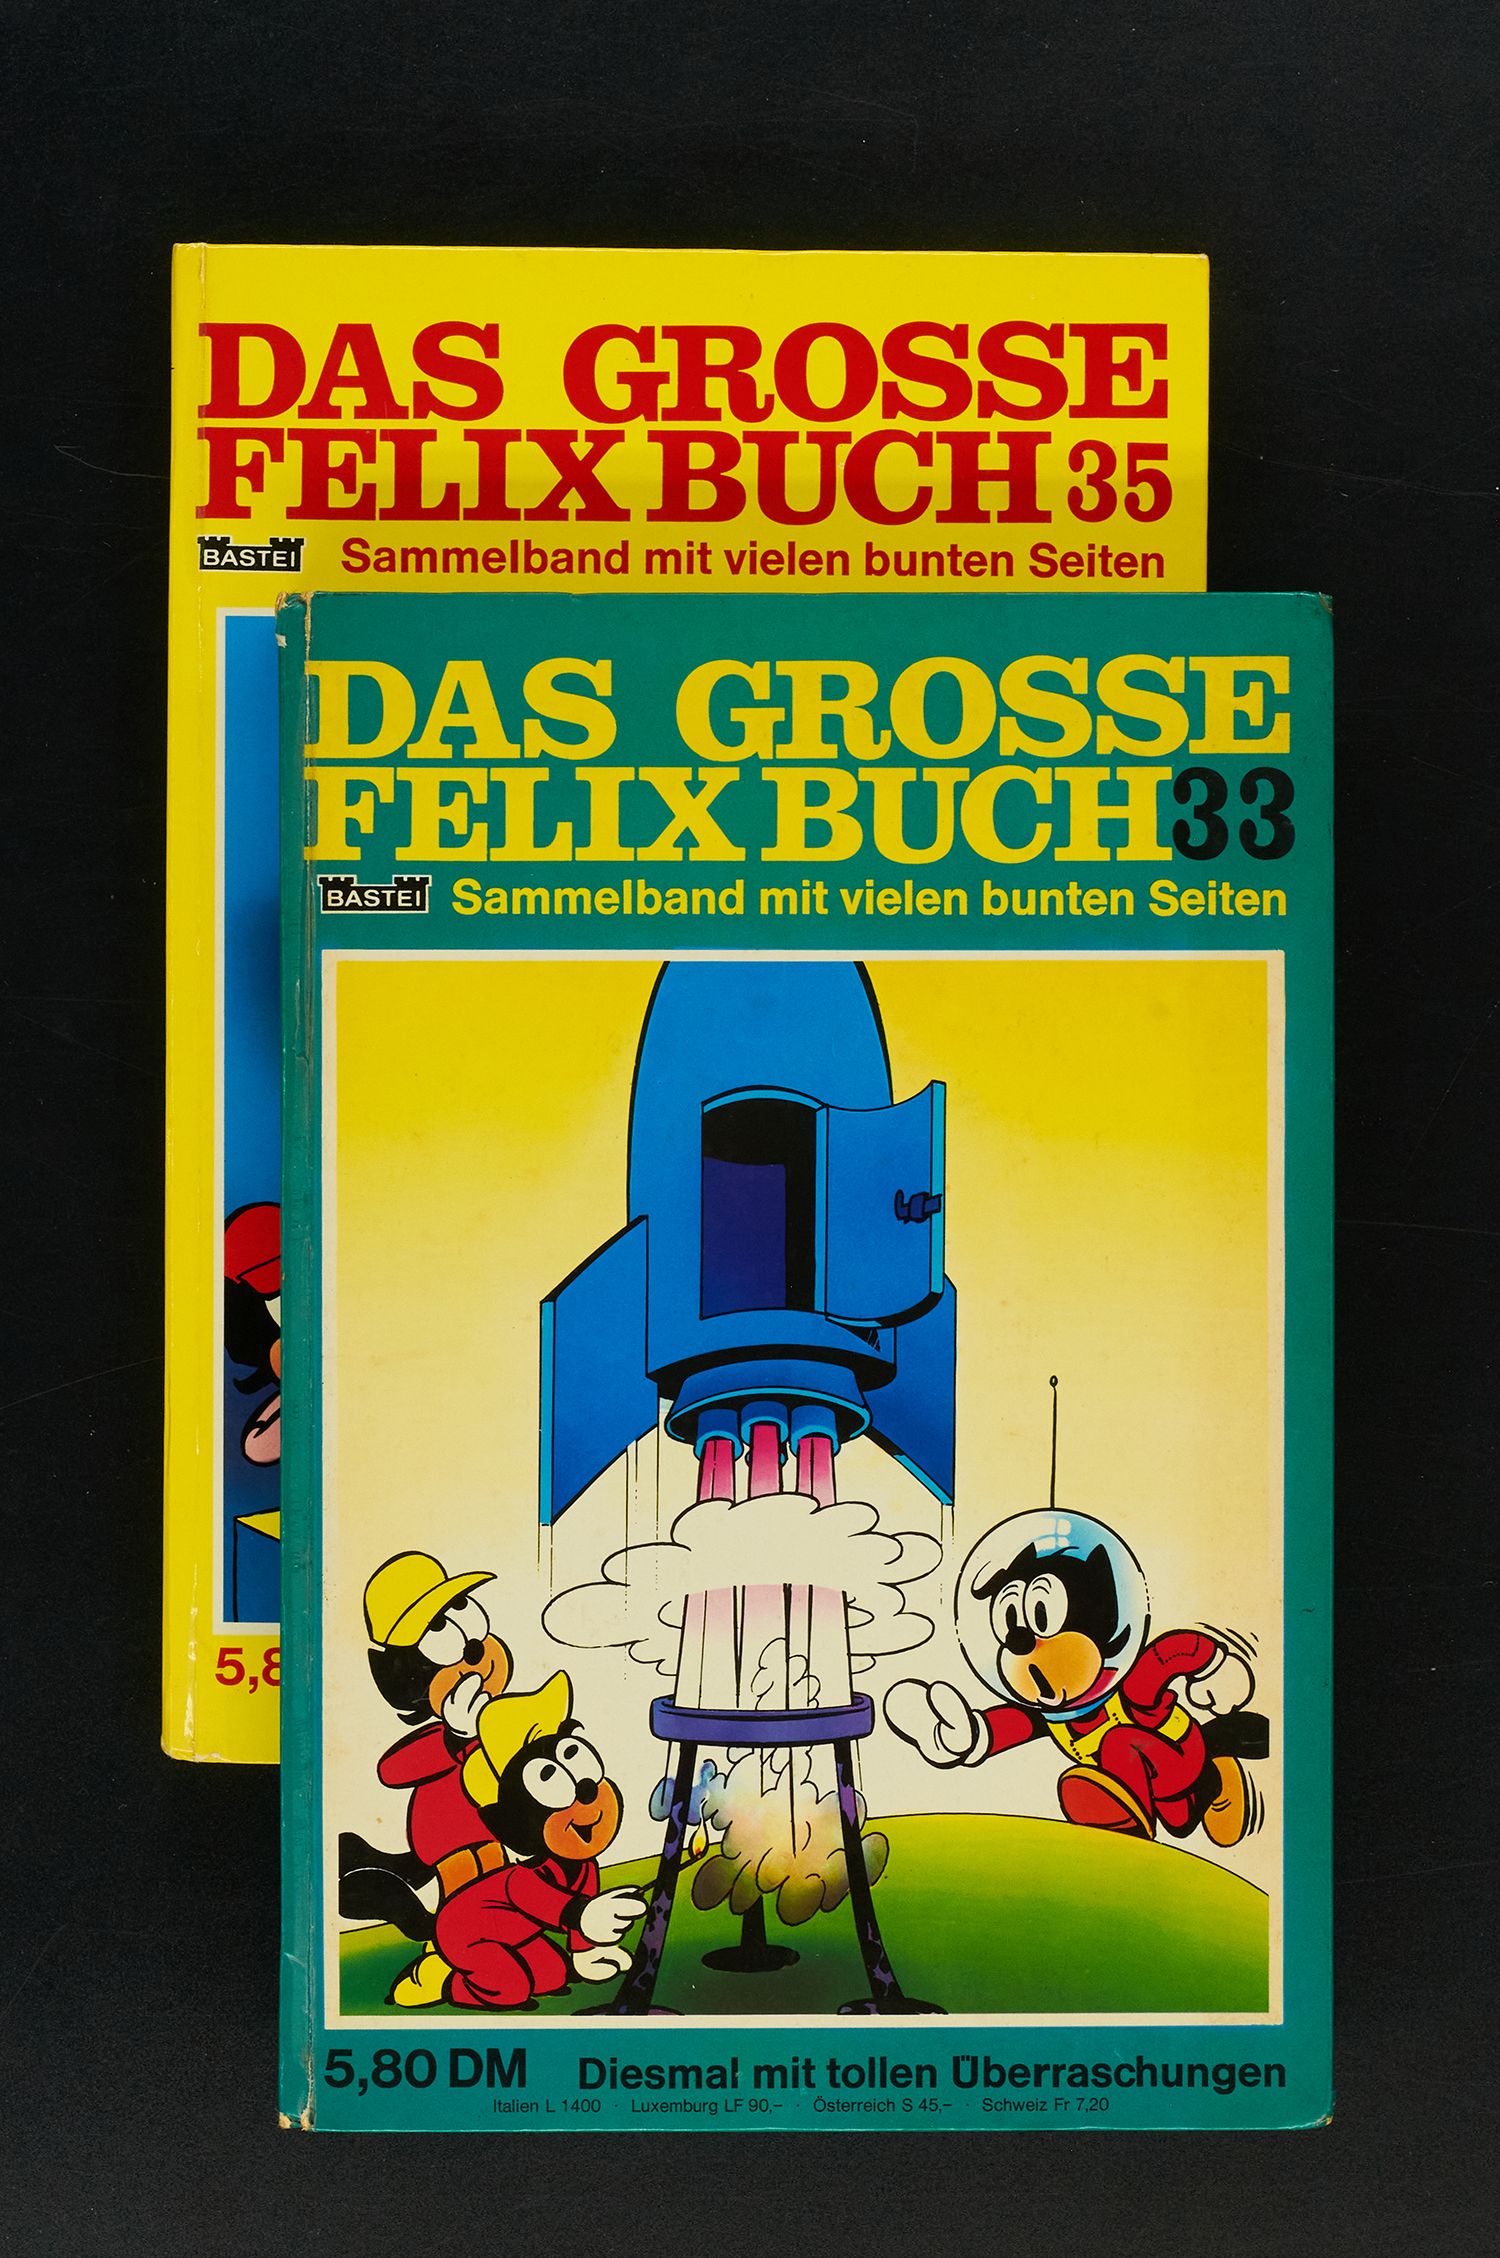 DAS GROSSE
FELIX BUCH 35
BASTEI Sammelband mit vielen bunten Seiten
DAS GROSSE
FELIX BUCH 33
BASTEI Sammelband mit vielen bunten Seiten
5,8
5,80 DM Diesmal mit tollen Überraschungen
Italien L 1400 · Luxemburg LF 90,– · Österreich S 45,– · Schweiz Fr 7,20